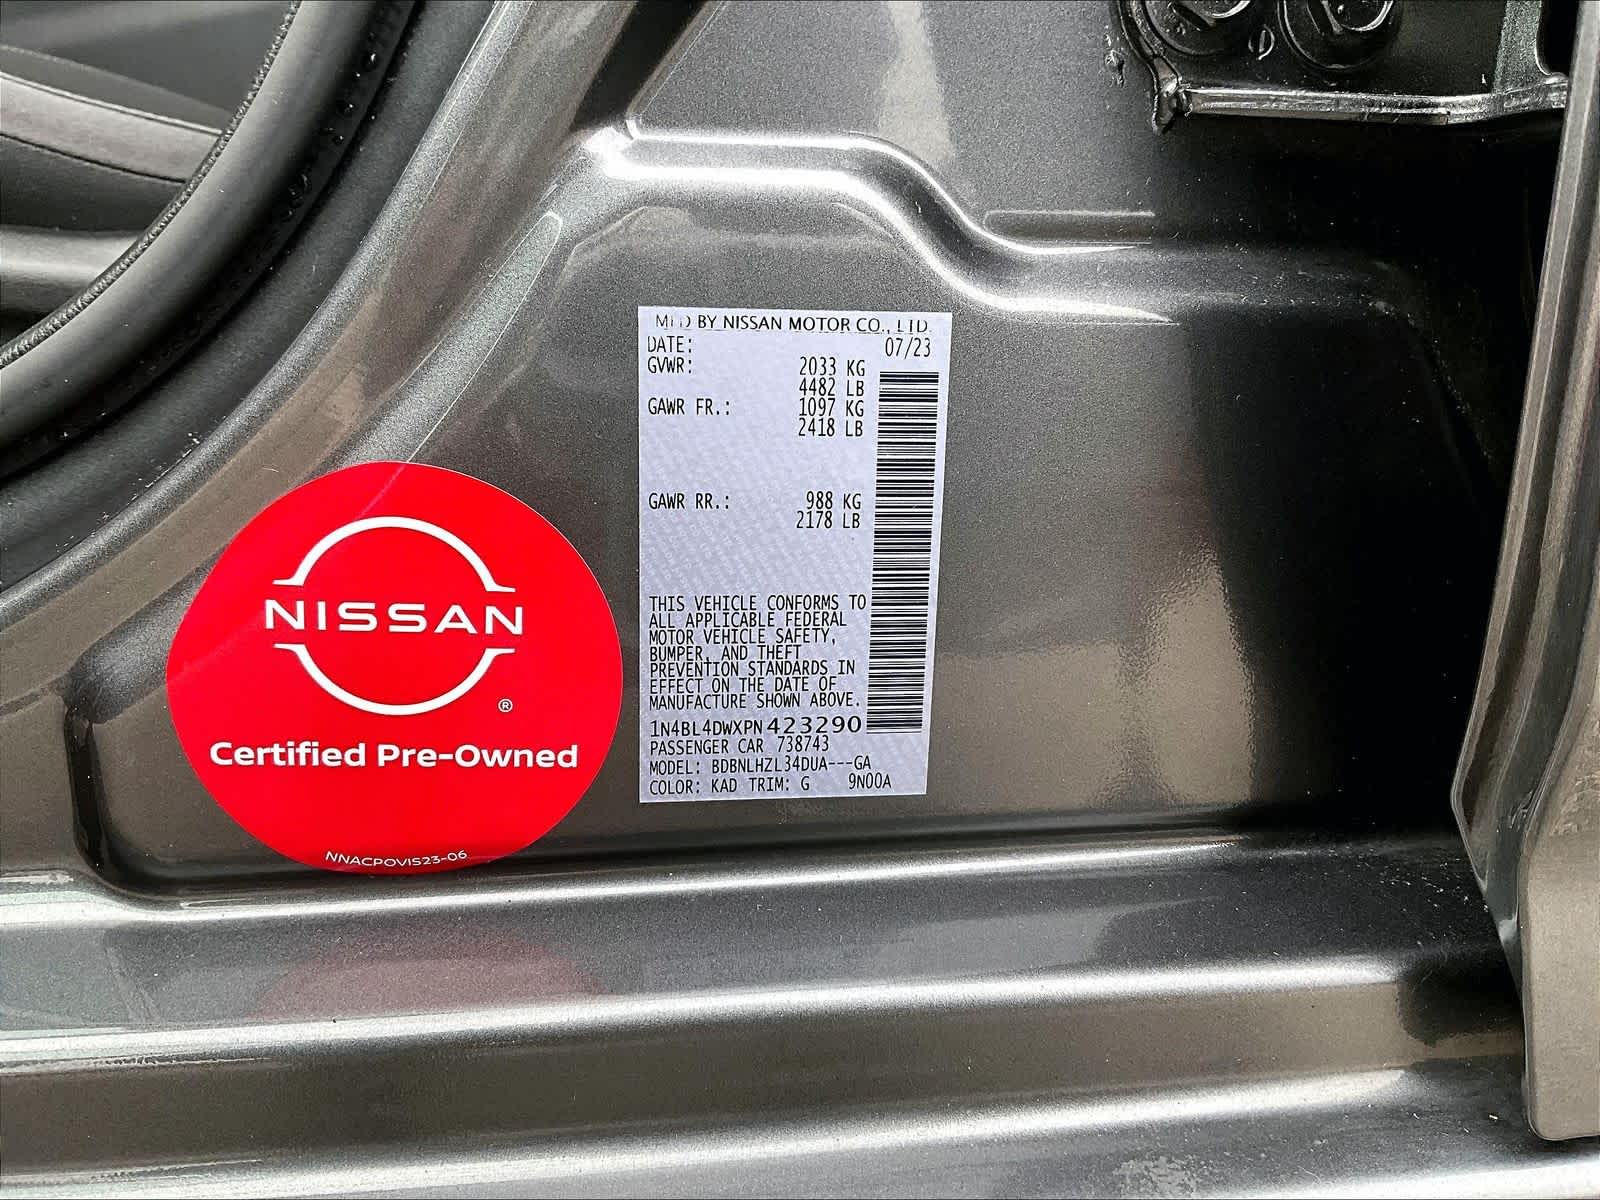 MFD BY NISSAN MOTOR CO., LTD.
DATE: 07/23
GVWR: 2033 KG
4482 LB
GAWR FR.: 1097 KG
2418 LB
GAWR RR.: 988 KG
2178 LB
THIS VEHICLE CONFORMS TO
ALL APPLICABLE FEDERAL
MOTOR VEHICLE SAFETY,
BUMPER, AND THEFT
PREVENTION STANDARDS IN
EFFECT ON THE DATE OF
MANUFACTURE SHOWN ABOVE.
1N4BL4DWXPN423290
PASSENGER CAR 738743
MODEL: BDBNLHZL34DUA---GA
COLOR: KAD TRIM: G 9N00A
NISSAN
®
Certified Pre-Owned
NNACPOVIS23-06